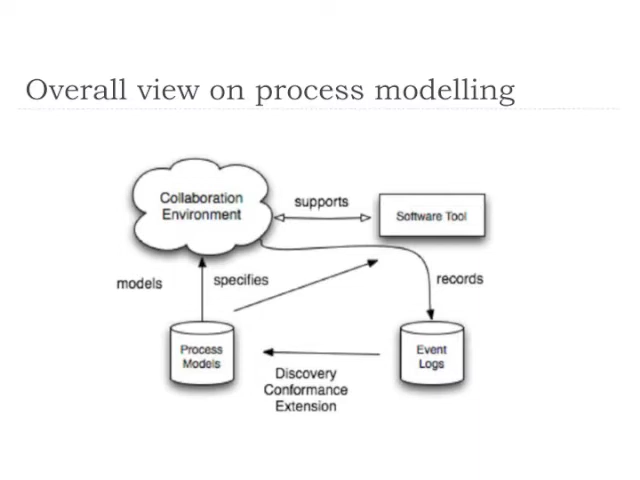 Overall view on process modelling
Collaboration
Environment
supports
Software Tool
models
specifies
records
Process
Models
Event
Logs
Discovery
Conformance
Extension